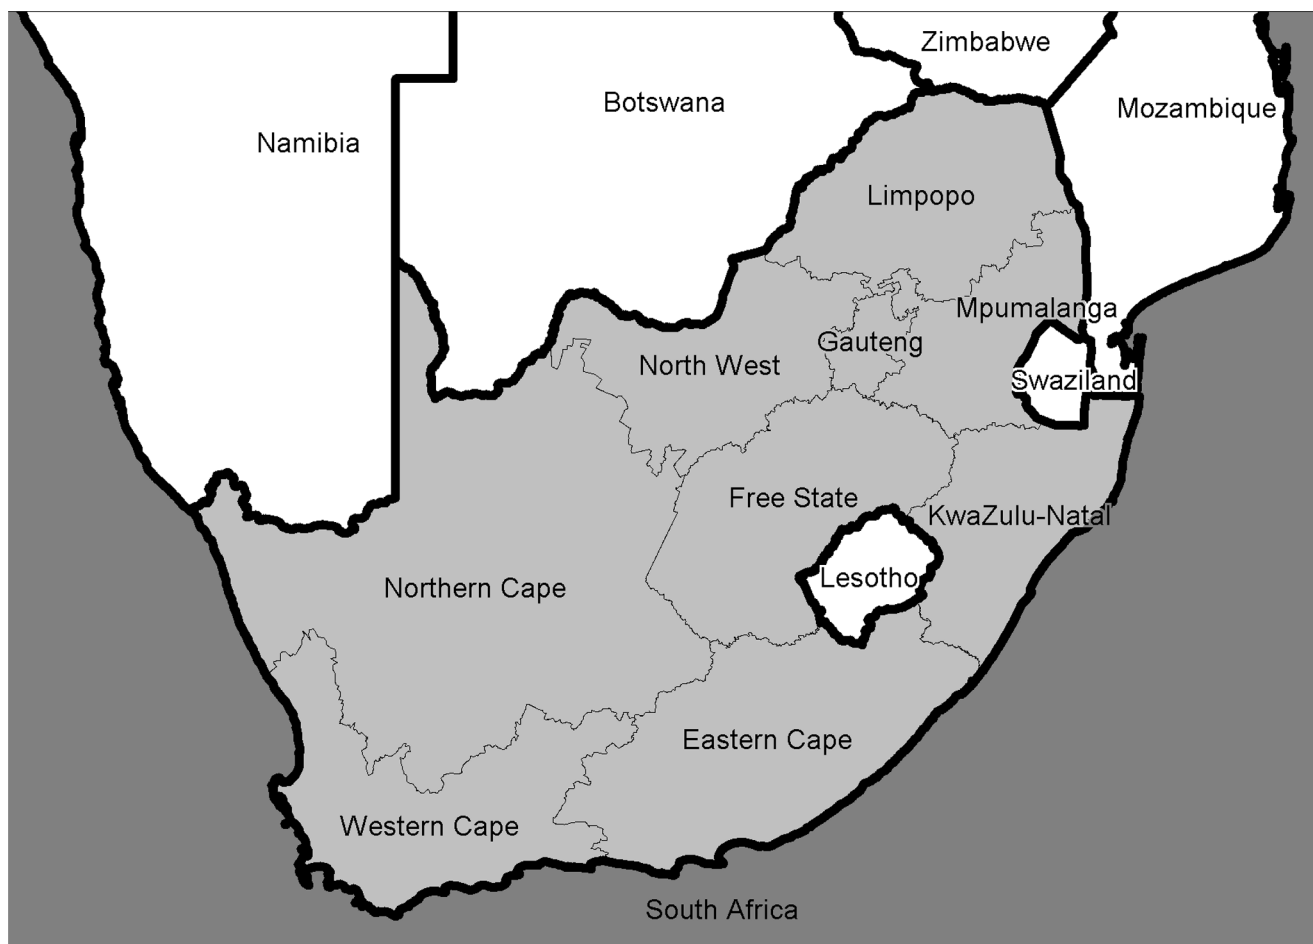 Zimbabwe
Botswana
Mozambique
Namibia
Limpopo
Mpumalanga
Gauteng
North West
Swaziland
Free State
KwaZulu-Natal
Lesotho
Northern Cape
Eastern Cape
Western Cape
South Africa